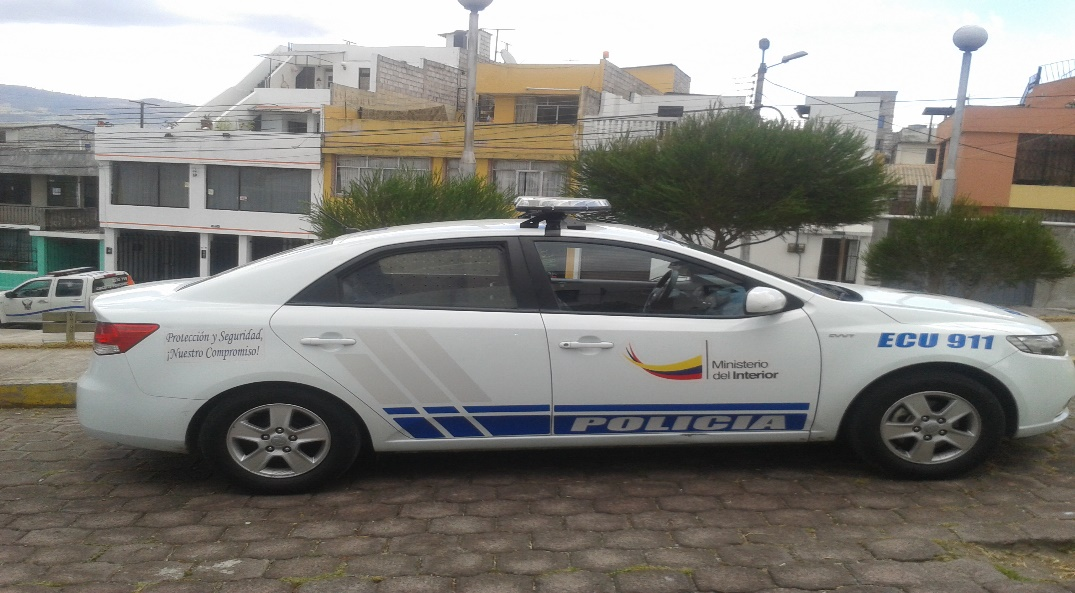 Protección y Seguridad,
¡Nuestro Compromiso!
Ministerio
del Interior
POLICIA
ECU 911